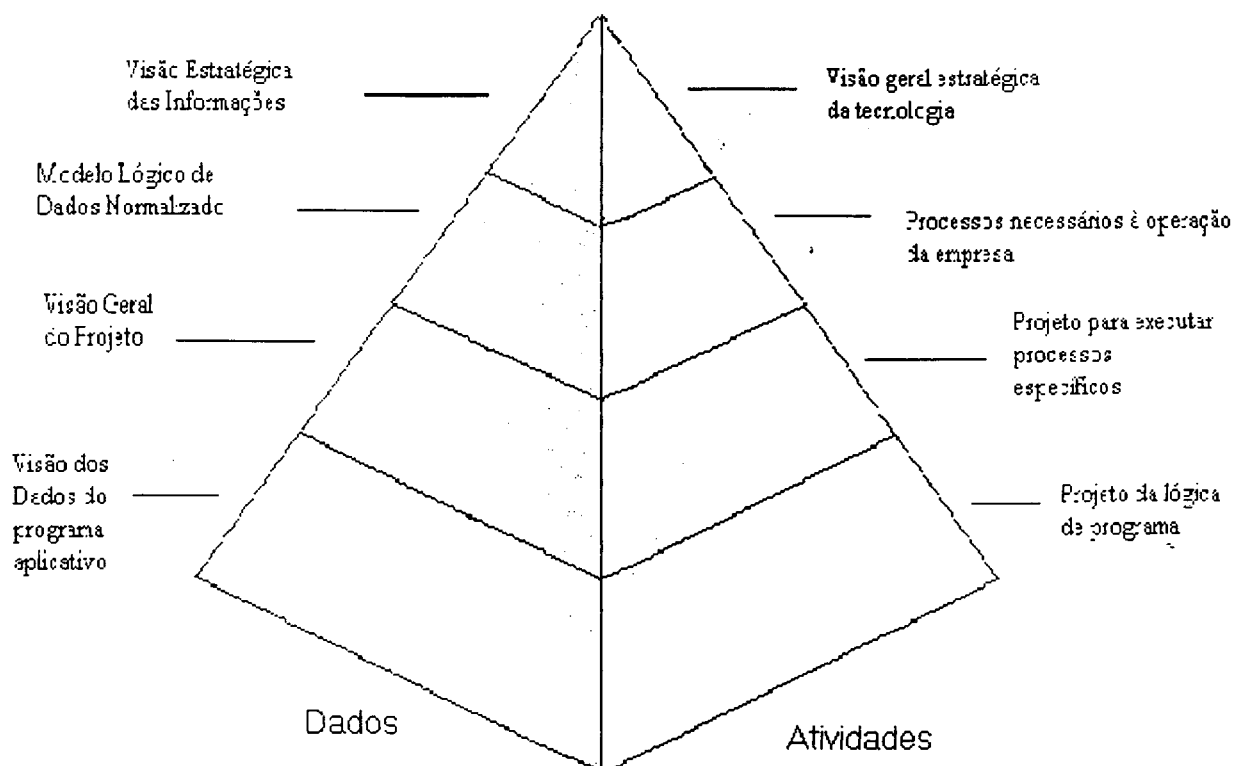 Visão Estratégica
das Informações
Visão geral estratégica
da tecnologia
Modelo Lógico de
Dados Normalizado
Processos necessários à operação
da empresa
Visão Geral
do Projeto
Projeto para executar
processos
específicos
Visão dos
Dados do
programa
aplicativo
Projeto da lógica
de programa
Dados
Atividades